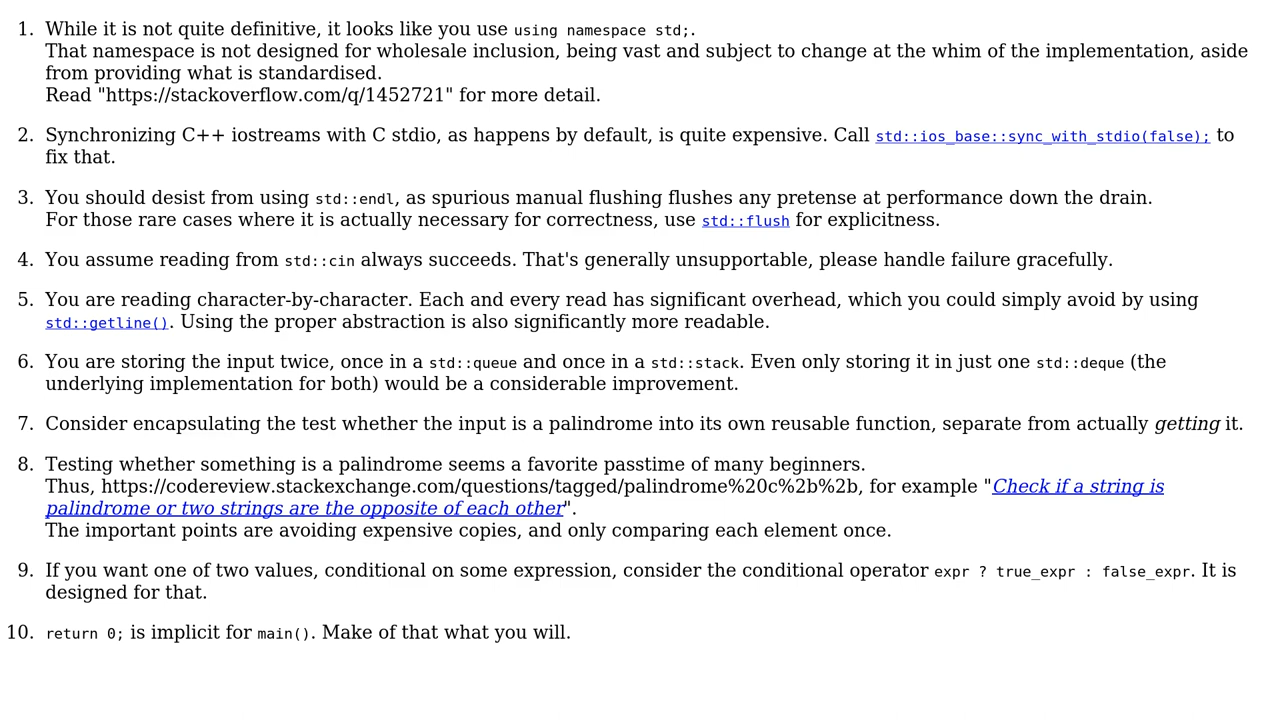 1. While it is not quite definitive, it looks like you use using namespace std;.
That namespace is not designed for wholesale inclusion, being vast and subject to change at the whim of the implementation, aside
from providing what is standardised.
Read "https://stackoverflow.com/q/1452721" for more detail.
2. Synchronizing C++ iostreams with C stdio, as happens by default, is quite expensive. Call std::ios_base::sync_with_stdio(false); to
fix that.
3. You should desist from using std::endl, as spurious manual flushing flushes any pretense at performance down the drain.
For those rare cases where it is actually necessary for correctness, use std::flush for explicitness.
4. You assume reading from std::cin always succeeds. That's generally unsupportable, please handle failure gracefully.
5. You are reading character-by-character. Each and every read has significant overhead, which you could simply avoid by using
std::getline(). Using the proper abstraction is also significantly more readable.
6. You are storing the input twice, once in a std::queue and once in a std::stack. Even only storing it in just one std::deque (the
underlying implementation for both) would be a considerable improvement.
7. Consider encapsulating the test whether the input is a palindrome into its own reusable function, separate from actually getting it.
8. Testing whether something is a palindrome seems a favorite passtime of many beginners.
Thus, https://codereview.stackexchange.com/questions/tagged/palindrome%20c%2b%2b, for example "Check if a string is
palindrome or two strings are the opposite of each other".
The important points are avoiding expensive copies, and only comparing each element once.
9. If you want one of two values, conditional on some expression, consider the conditional operator expr ? true_expr : false_expr. It is
designed for that.
10. return 0; is implicit for main(). Make of that what you will.